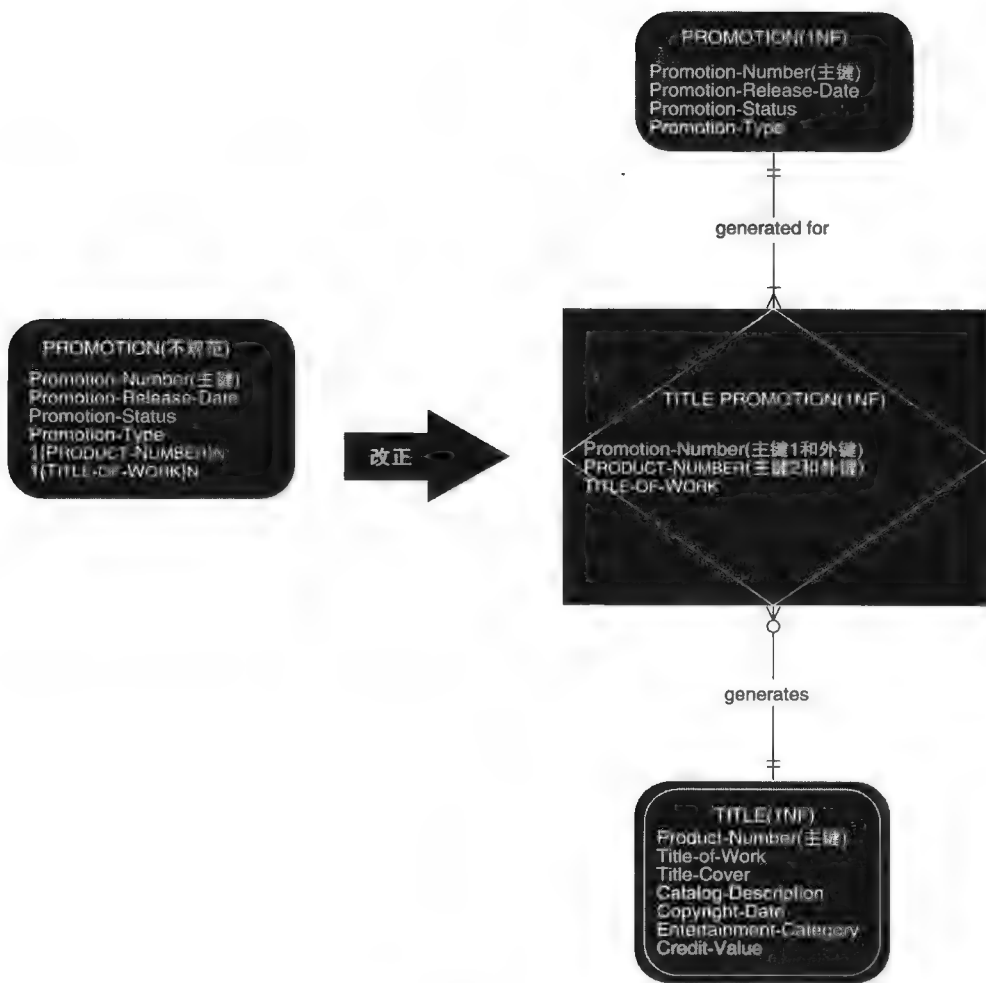 PROMOTION(1NF)
Promotion-Number(主键)
Promotion-Release-Date
Promotion-Status
Promotion-Type
generated for
PROMOTION(不规范)
Promotion-Number(主键)
Promotion-Release-Date
Promotion-Status
Promotion-Type
1{PRODUCT-NUMBER}N
1{TITLE-OF-WORK}N
改正
TITLE PROMOTION(1NF)
Promotion-Number(主键1和外键)
PRODUCT-NUMBER(主键2和外键)
TITLE-OF-WORK
generates
TITLE(1NF)
Product-Number(主键)
Title-of-Work
Title-Cover
Catalog-Description
Copyright-Date
Entertainment-Category
Credit-Value